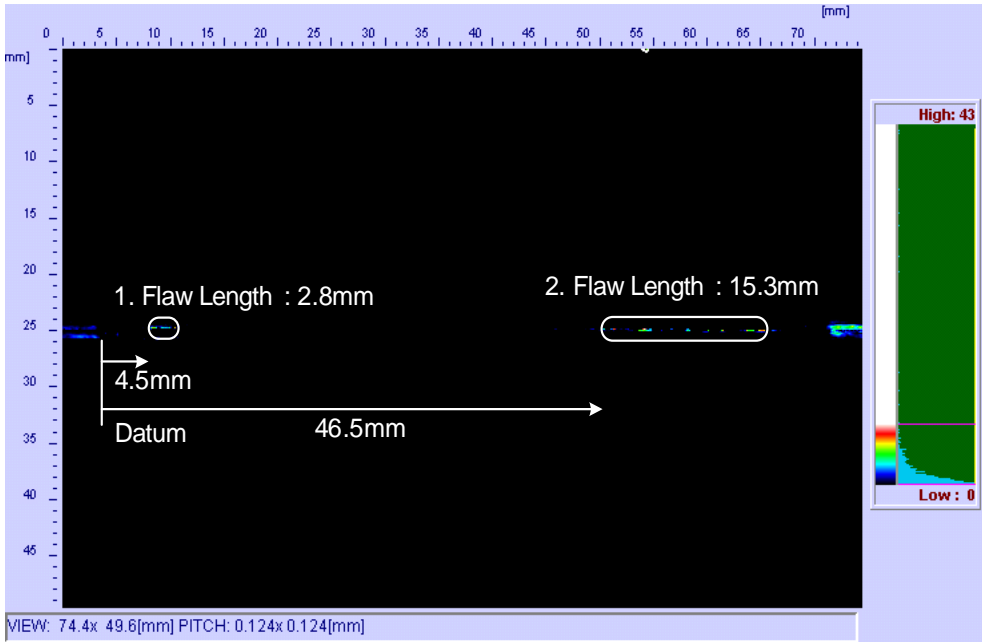 [mm]
0 5 10 15 20 25 30 35 40 45 50 55 60 65 70
mm]
5
10
15
20
25
30
35
40
45
High: 43
Low : 0
1. Flaw Length : 2.8mm
2. Flaw Length : 15.3mm
4.5mm
46.5mm
Datum
VIEW: 74.4x 49.6[mm] PITCH: 0.124x 0.124[mm]